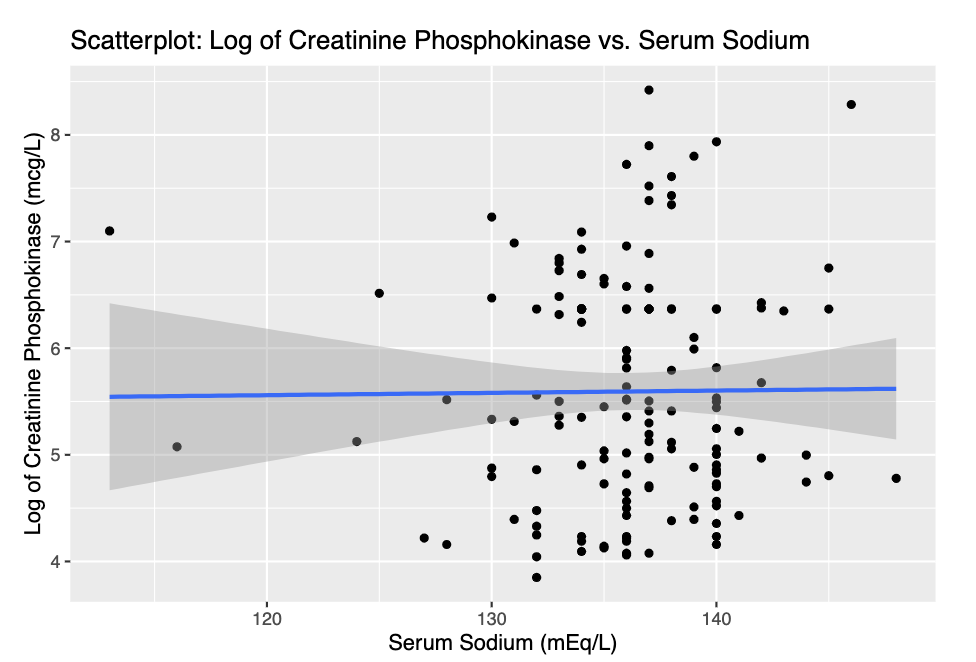 Scatterplot: Log of Creatinine Phosphokinase vs. Serum Sodium
Log of Creatinine Phosphokinase (mcg/L)
8
7
6
5
4
120
130
140
Serum Sodium (mEq/L)